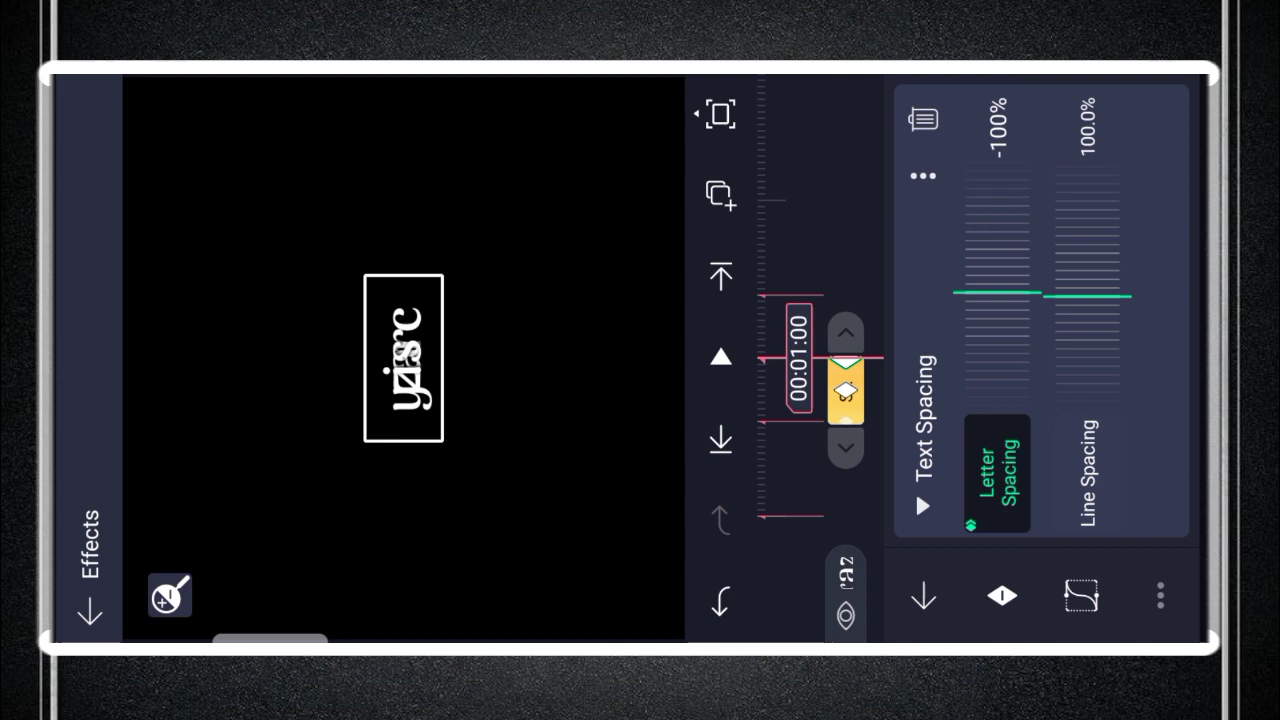 Effects
00:01:00
Text Spacing
Letter
Spacing
-100%
Line Spacing
100.0%